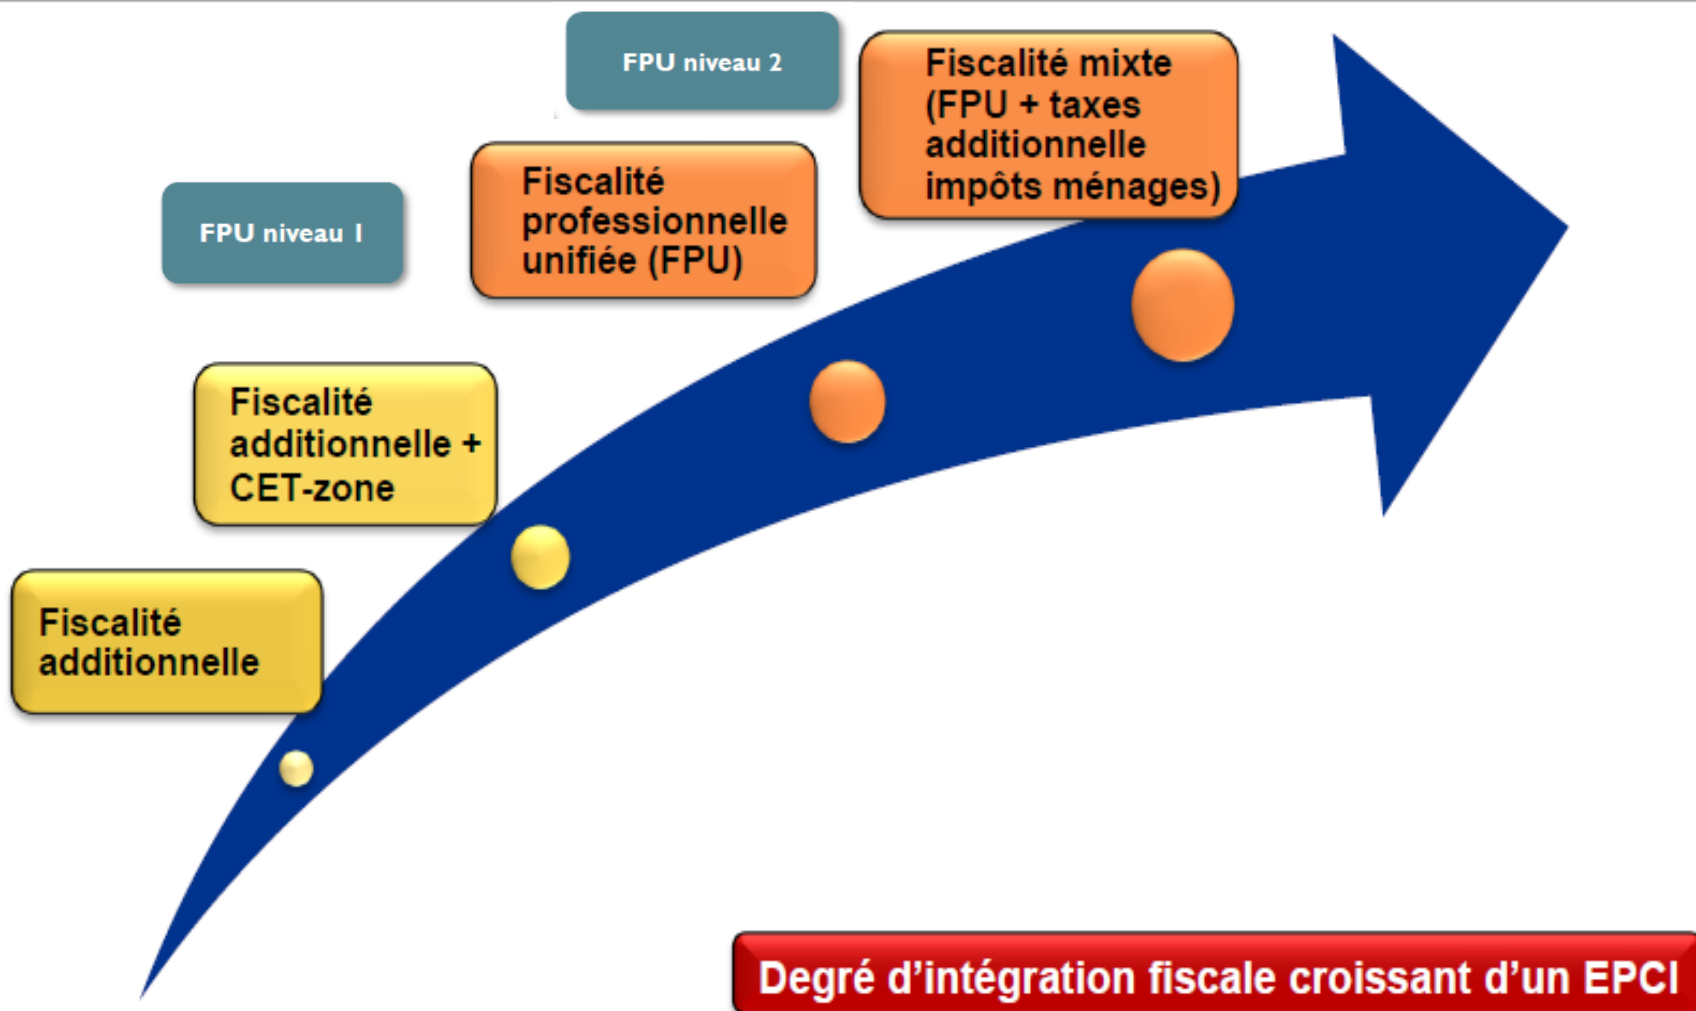 FPU niveau 2
Fiscalité mixte
(FPU + taxes
additionnelle
impôts ménages)
Fiscalité
professionnelle
unifiée (FPU)
FPU niveau 1
Fiscalité
additionnelle +
CET-zone
Fiscalité
additionnelle
Degré d’intégration fiscale croissant d’un EPCI